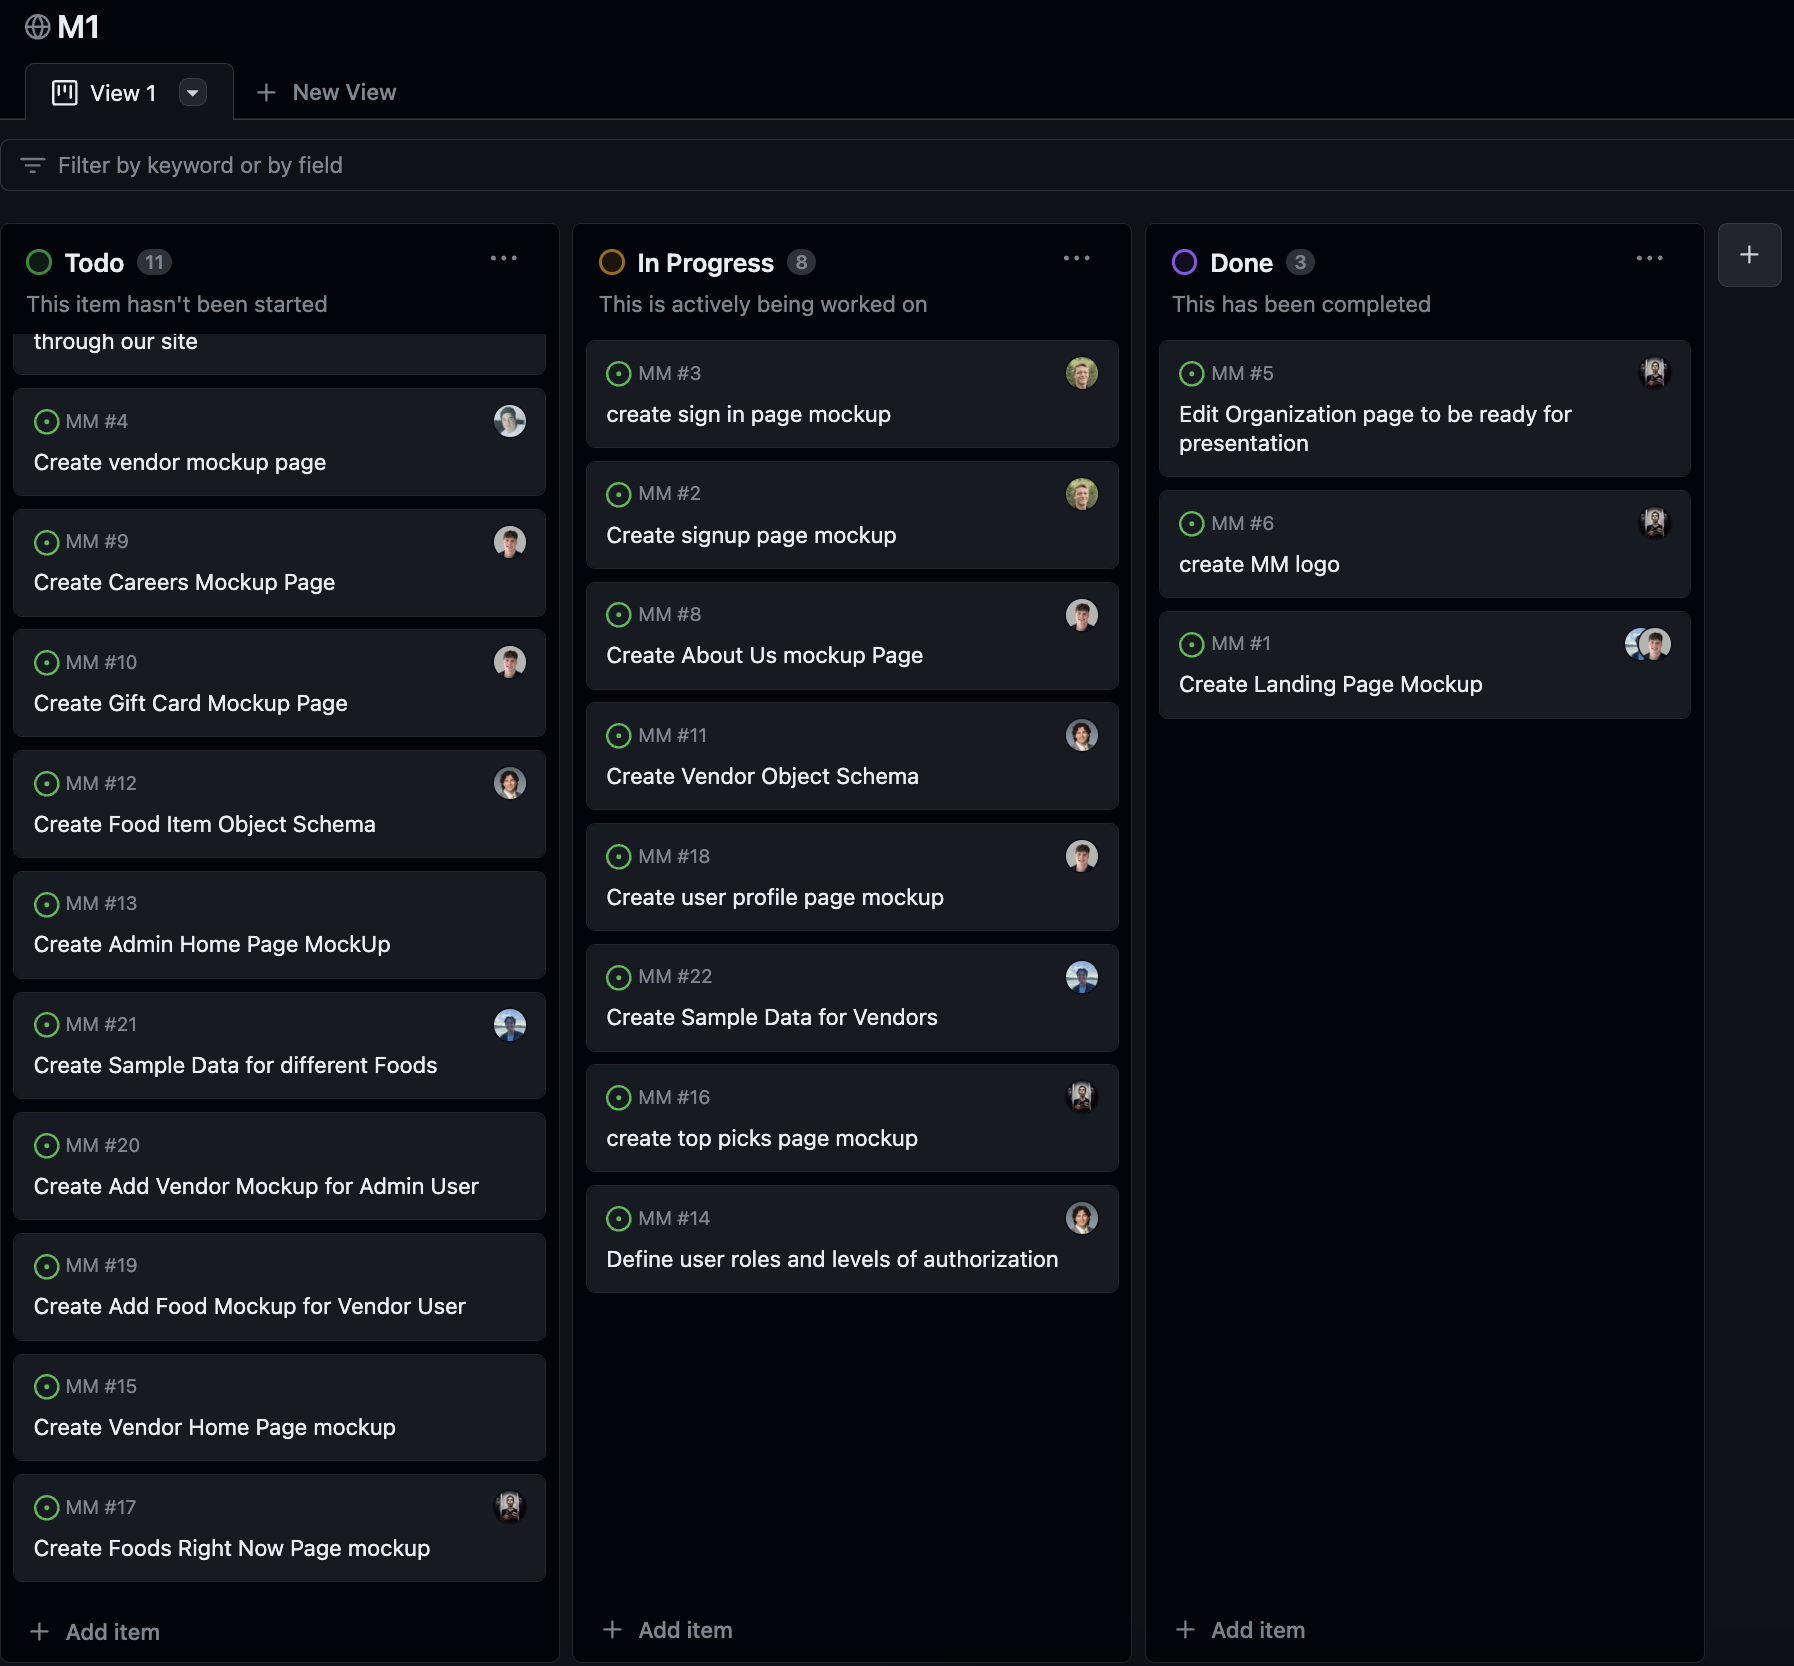 M1
View 1
New View
Filter by keyword or by field
Todo 11
This item hasn't been started
through our site
MM #4
Create vendor mockup page
MM #9
Create Careers Mockup Page
MM #10
Create Gift Card Mockup Page
MM #12
Create Food Item Object Schema
MM #13
Create Admin Home Page MockUp
MM #21
Create Sample Data for different Foods
MM #20
Create Add Vendor Mockup for Admin User
MM #19
Create Add Food Mockup for Vendor User
MM #15
Create Vendor Home Page mockup
MM #17
Create Foods Right Now Page mockup
Add item
In Progress 8
This is actively being worked on
MM #3
create sign in page mockup
MM #2
Create signup page mockup
MM #8
Create About Us mockup Page
MM #11
Create Vendor Object Schema
MM #18
Create user profile page mockup
MM #22
Create Sample Data for Vendors
MM #16
create top picks page mockup
MM #14
Define user roles and levels of authorization
Add item
Done 3
This has been completed
MM #5
Edit Organization page to be ready for
presentation
MM #6
create MM logo
MM #1
Create Landing Page Mockup
Add item